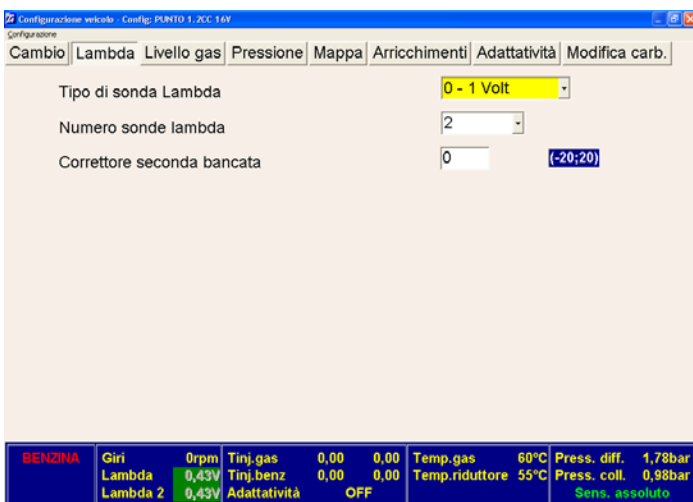 Configurazione veicolo - Config: PUNTO 1.2CC 16V
Configurazione
Cambio Lambda Livello gas Pressione Mappa Arricchimenti Adattatività Modifica carb.
Tipo di sonda Lambda 0 - 1 Volt
Numero sonde lambda 2
Correttore seconda bancata 0 (-20;20)
BENZINA Giri 0rpm Tinj.gas 0,00 0,00 Temp.gas 60°C Press. diff. 1,78bar
Lambda 0,43V Tinj.benz 0,00 0,00 Temp.riduttore 55°C Press. coll. 0,98bar
Lambda 2 0,43V Adattatività OFF Sens. assoluto